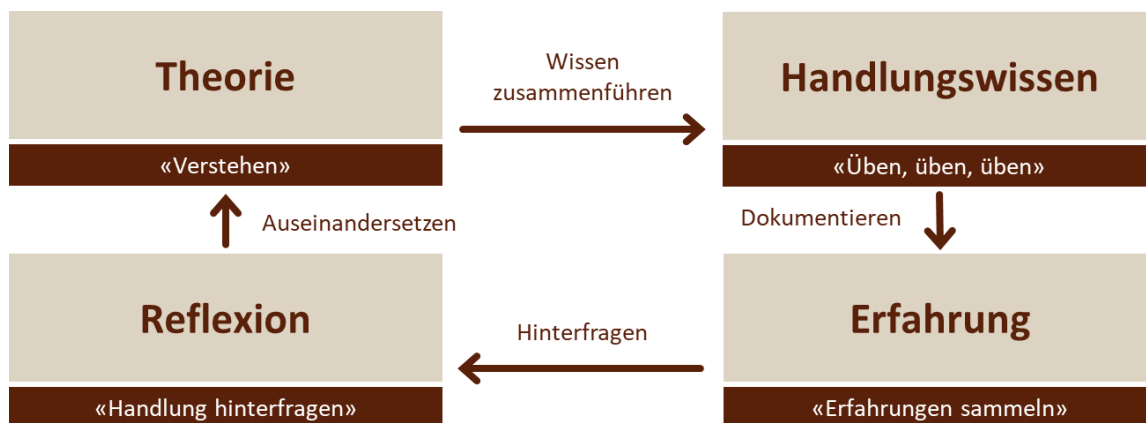 Theorie
«Verstehen»
Wissen
zusammenführen
Handlungswissen
«Üben, üben, üben»
Auseinandersetzen
Dokumentieren
Reflexion
«Handlung hinterfragen»
Hinterfragen
Erfahrung
«Erfahrungen sammeln»